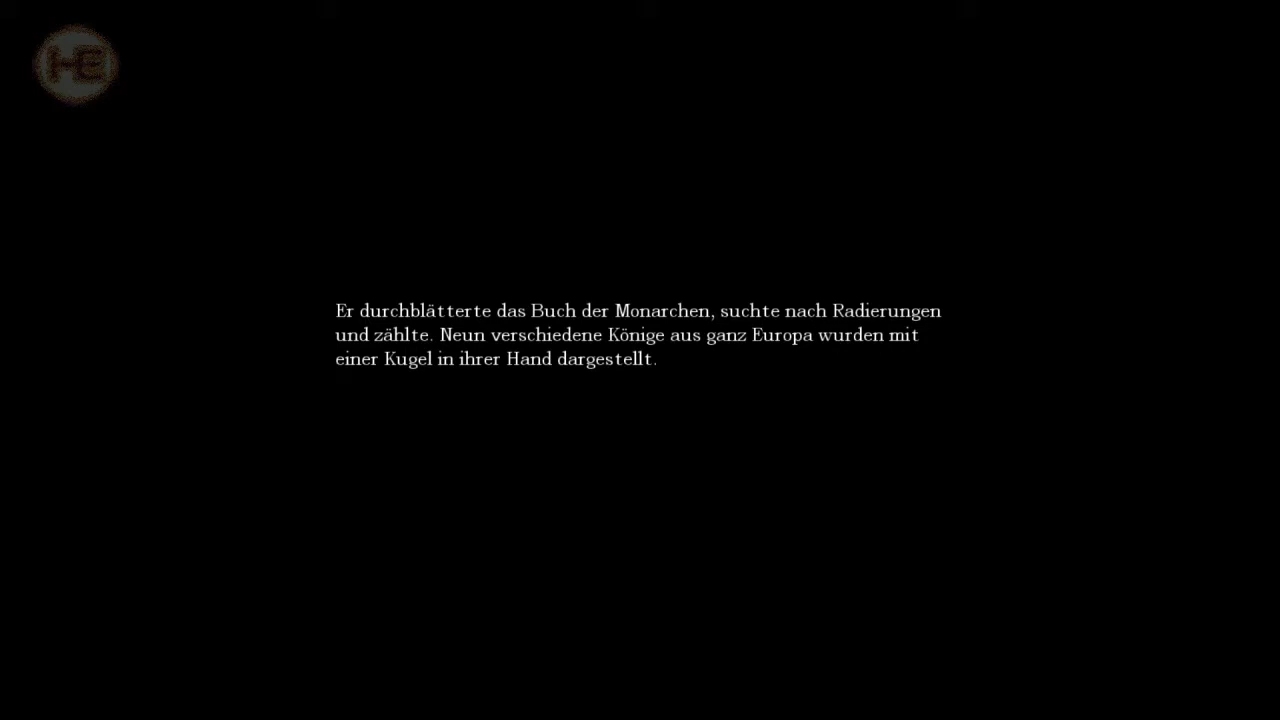 HE
Er durchblätterte das Buch der Monarchen, suchte nach Radierungen
und zählte. Neun verschiedene Könige aus ganz Europa wurden mit
einer Kugel in ihrer Hand dargestellt.